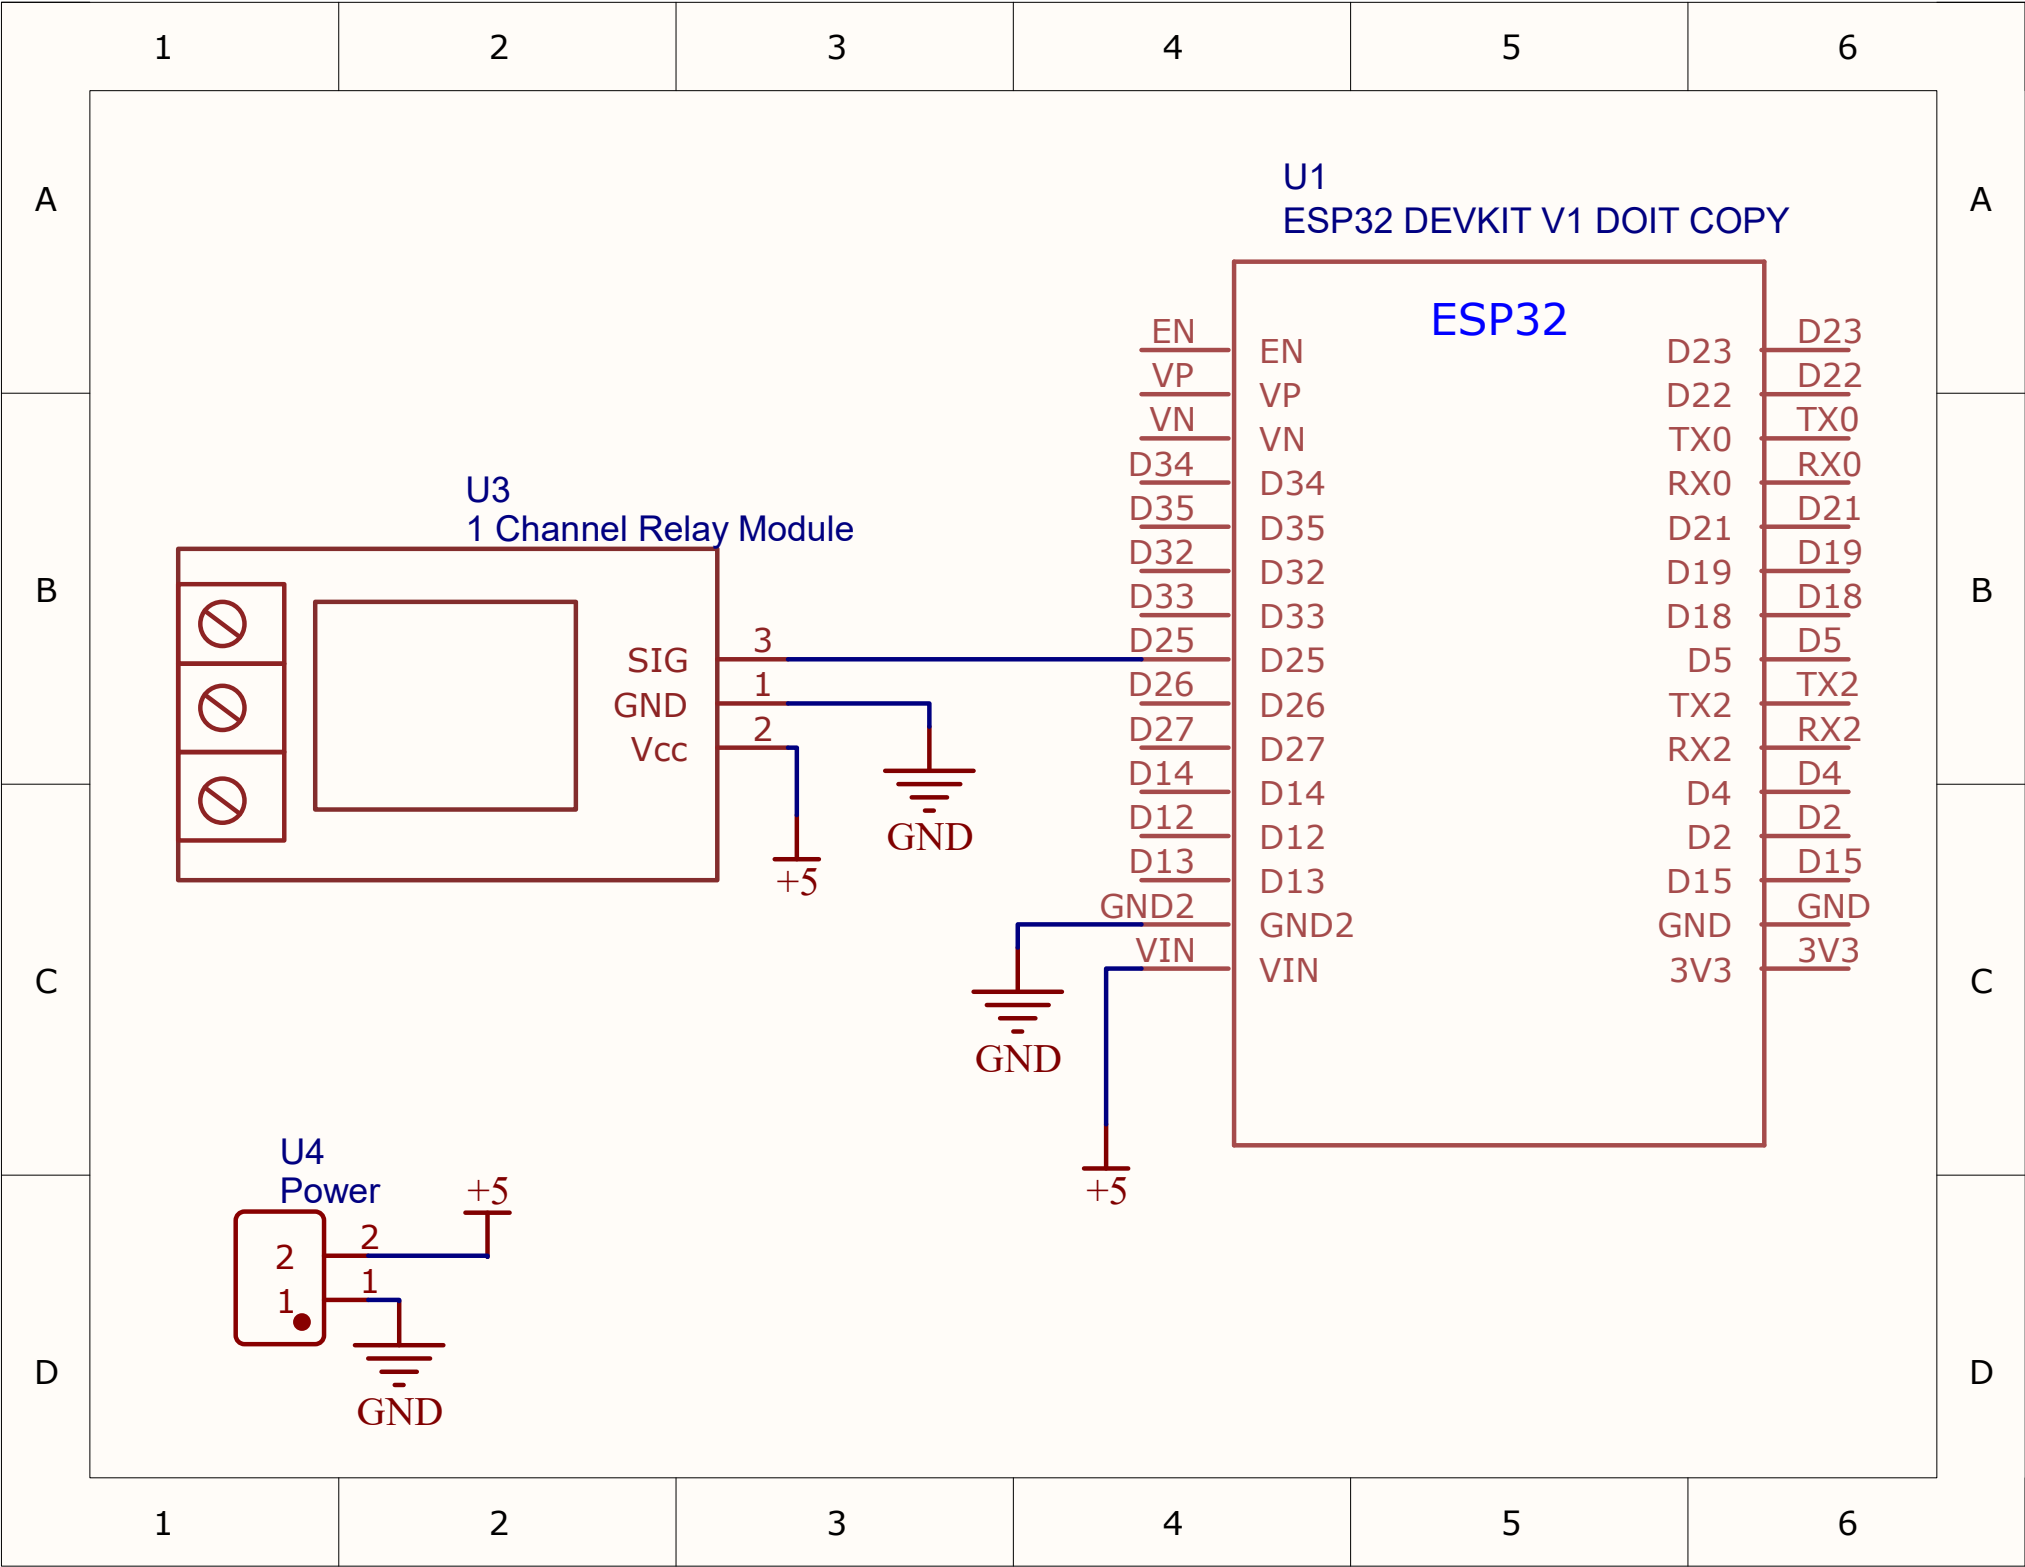 1 2 3 4 5 6
A A
U1
ESP32 DEVKIT V1 DOIT COPY
ESP32
EN EN D23 D23
VP VP D22 D22
VN VN TX0 TX0
D34 D34 RX0 RX0
D35 D35 D21 D21
D32 D32 D19 D19
D33 D33 D18 D18
D25 D25 D5 D5
D26 D26 TX2 TX2
D27 D27 RX2 RX2
D14 D14 D4 D4
D12 D12 D2 D2
D13 D13 D15 D15
GND2 GND2 GND GND
VIN VIN 3V3 3V3
GND
+5
B B
U3
1 Channel Relay Module
SIG 3
GND 1
Vcc 2
GND
+5
C C
U4
Power
+5
2 2
1 1
GND
D D
1 2 3 4 5 6